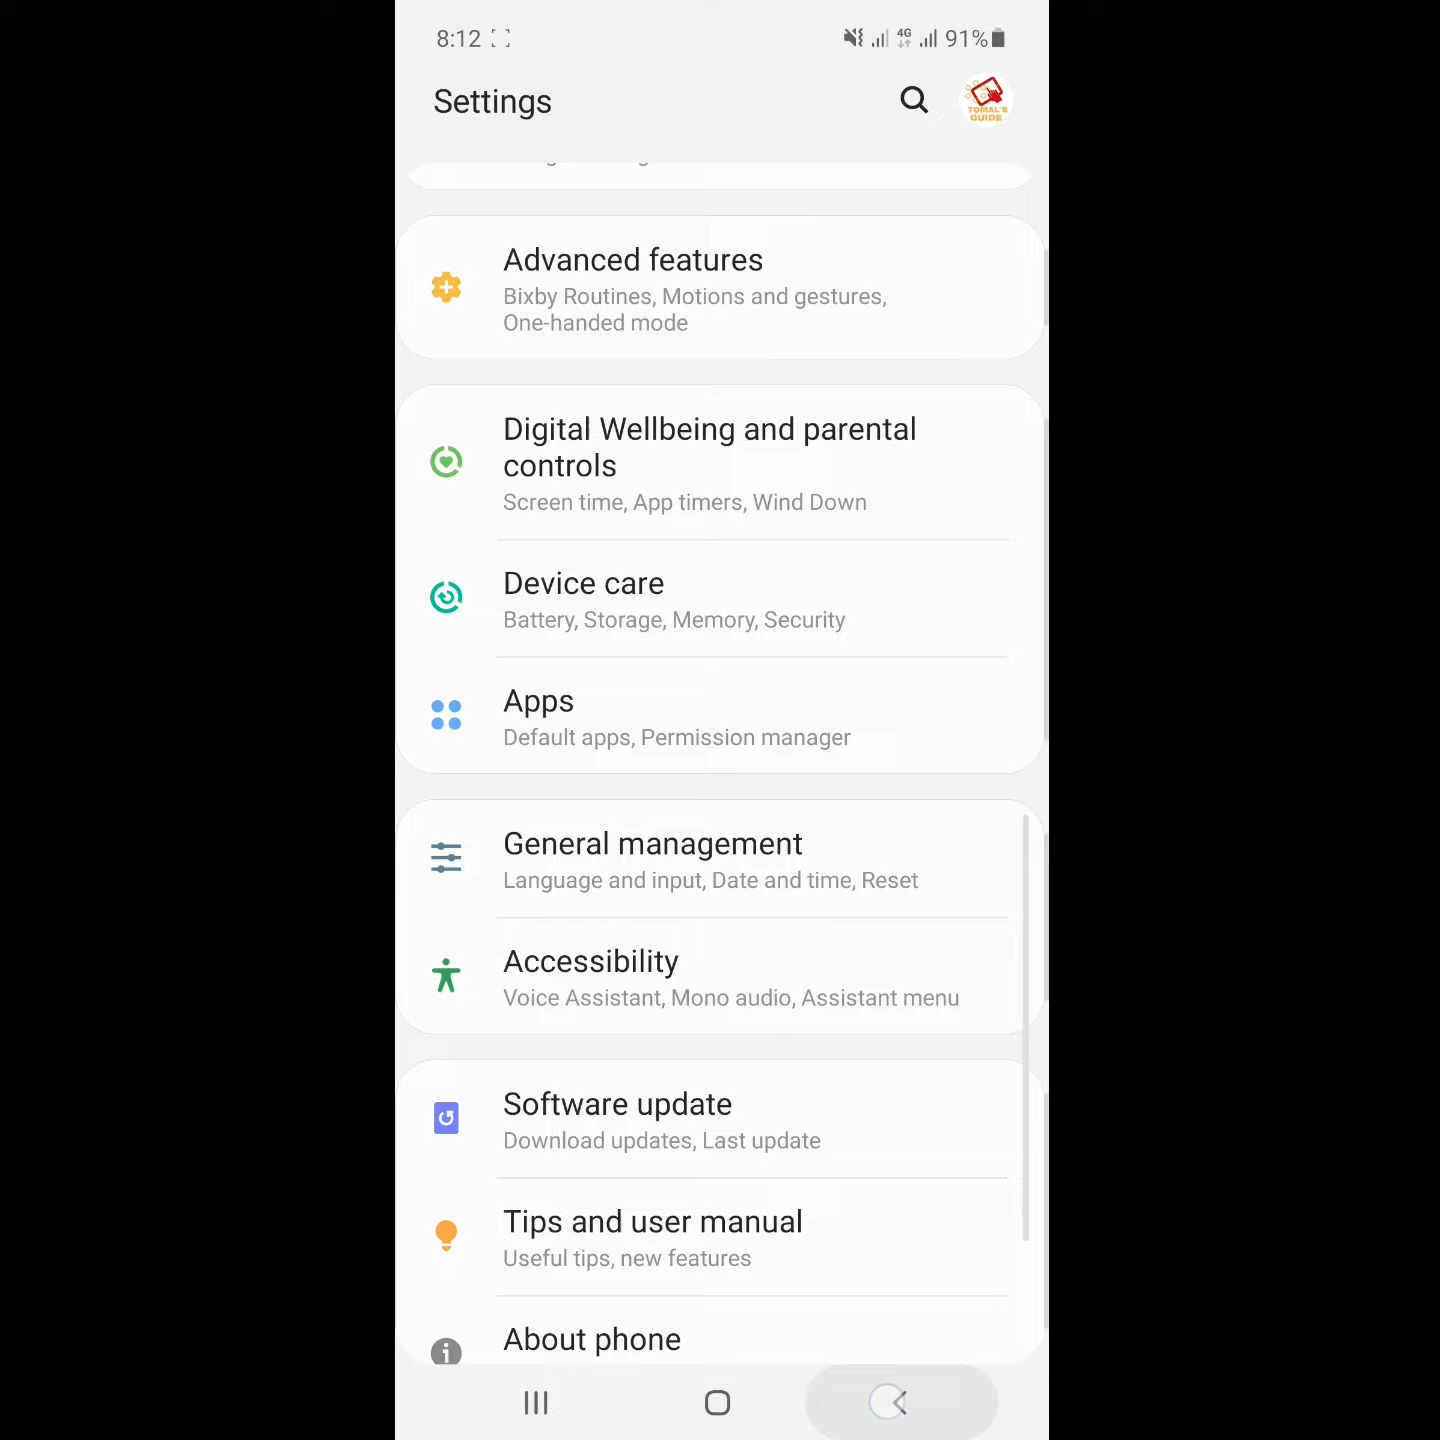 8:12
4G
91%
Settings
TOMAL'S
GUIDE
Advanced features
Bixby Routines, Motions and gestures,
One-handed mode
Digital Wellbeing and parental
controls
Screen time, App timers, Wind Down
Device care
Battery, Storage, Memory, Security
Apps
Default apps, Permission manager
General management
Language and input, Date and time, Reset
Accessibility
Voice Assistant, Mono audio, Assistant menu
Software update
Download updates, Last update
Tips and user manual
Useful tips, new features
About phone